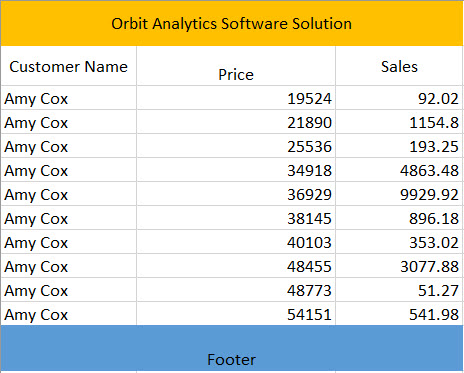 Orbit Analytics Software Solution
Customer Name Price Sales
Amy Cox 19524 92.02
Amy Cox 21890 1154.8
Amy Cox 25536 193.25
Amy Cox 34918 4863.48
Amy Cox 36929 9929.92
Amy Cox 38145 896.18
Amy Cox 40103 353.02
Amy Cox 48455 3077.88
Amy Cox 48773 51.27
Amy Cox 54151 541.98
Footer